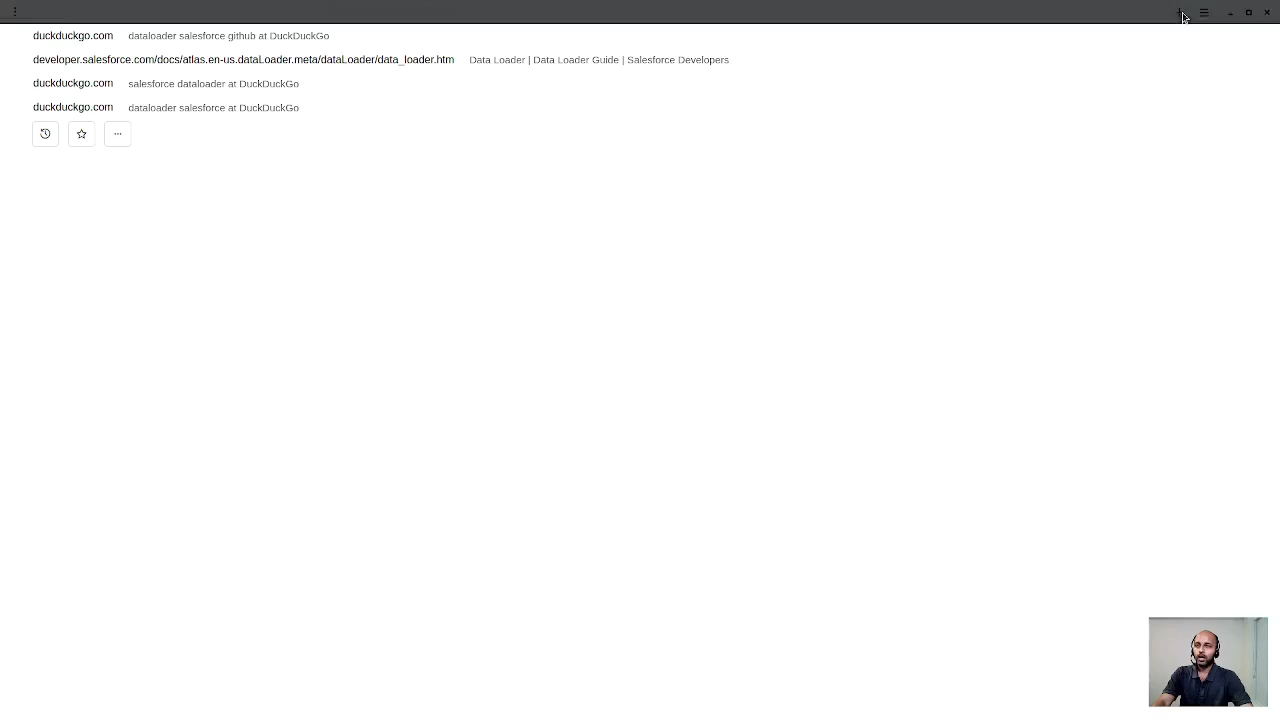 duckduckgo.com dataloader salesforce github at DuckDuckGo
developer.salesforce.com/docs/atlas.en-us.dataLoader.meta/dataLoader/data_loader.htm Data Loader | Data Loader Guide | Salesforce Developers
duckduckgo.com salesforce dataloader at DuckDuckGo
duckduckgo.com dataloader salesforce at DuckDuckGo